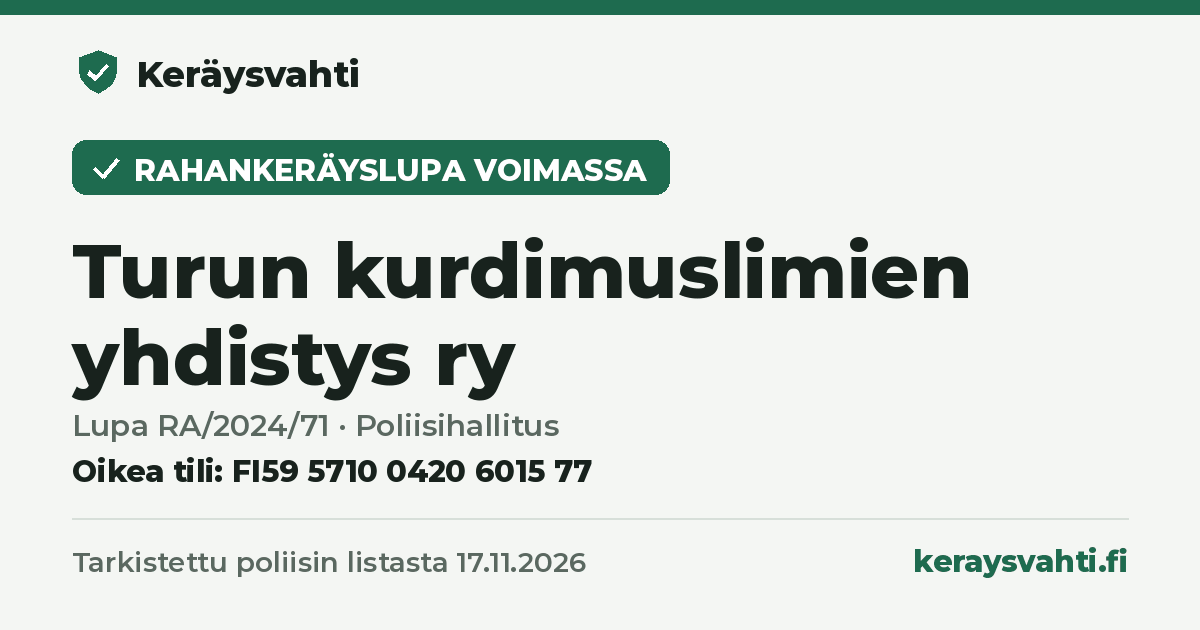 Keräysvahti
RAHANKERÄYSLUPA VOIMASSA
Turun kurdimuslimien
yhdistys ry
Lupa RA/2024/71 · Poliisihallitus
Oikea tili: FI59 5710 0420 6015 77
Tarkistettu poliisin listasta 17.11.2026
keraysvahti.fi